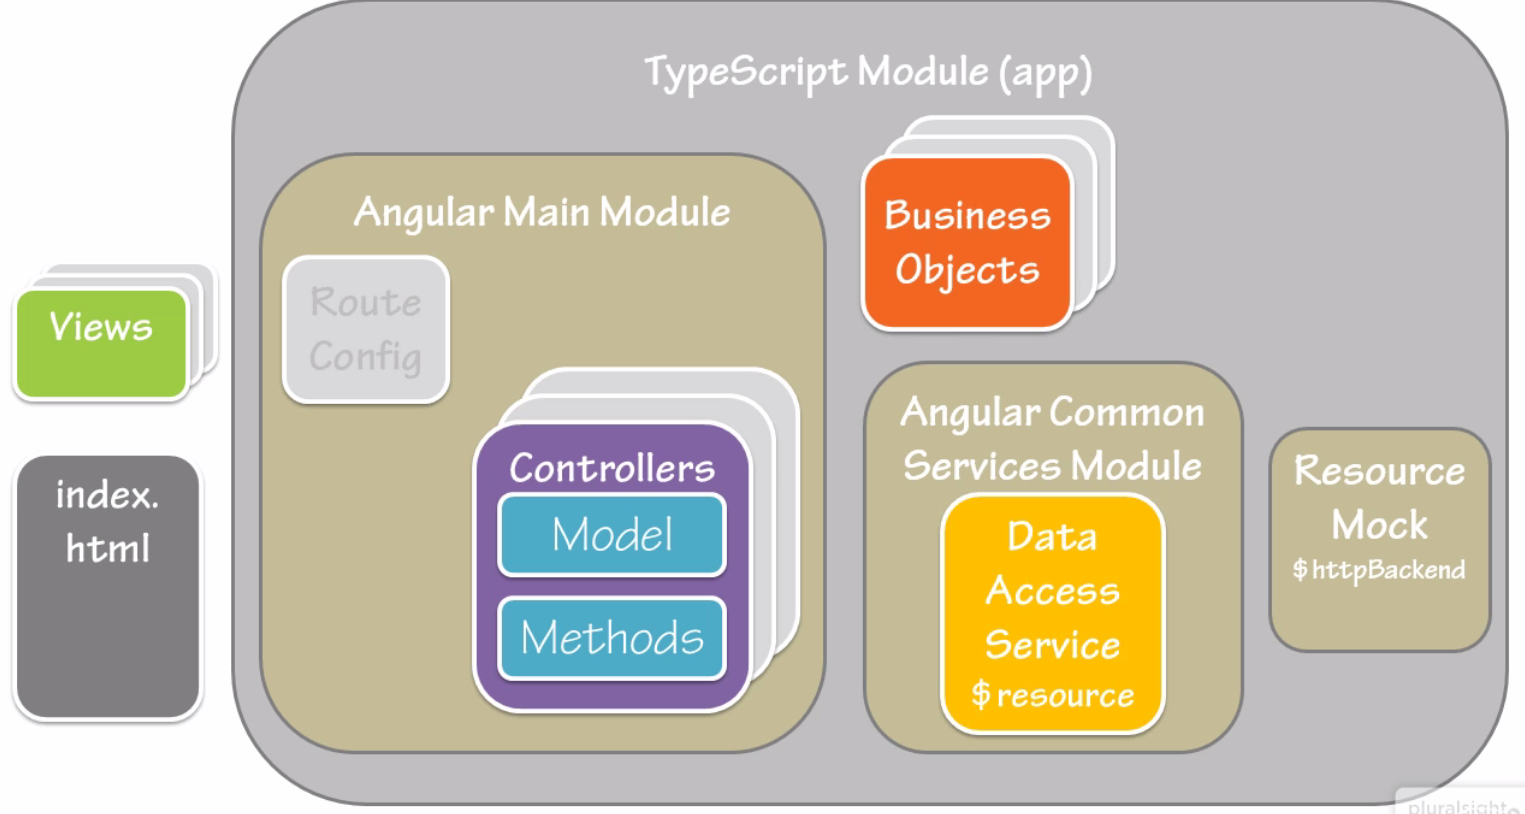 TypeScript Module (app)
Angular Main Module
Route
Config
Controllers
Model
Methods
Business
Objects
Angular Common
Services Module
Data
Access
Service
$resource
Resource
Mock
$httpBackend
Views
index.
html
pluralsight